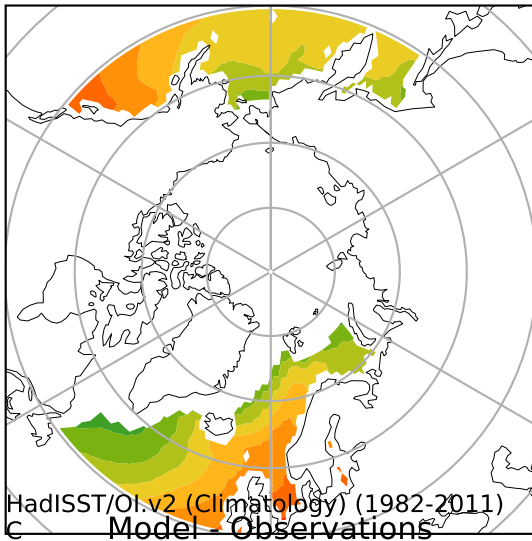 HadISST/OI.v2 (Climatology) (1982-2011)
C Model - Observations